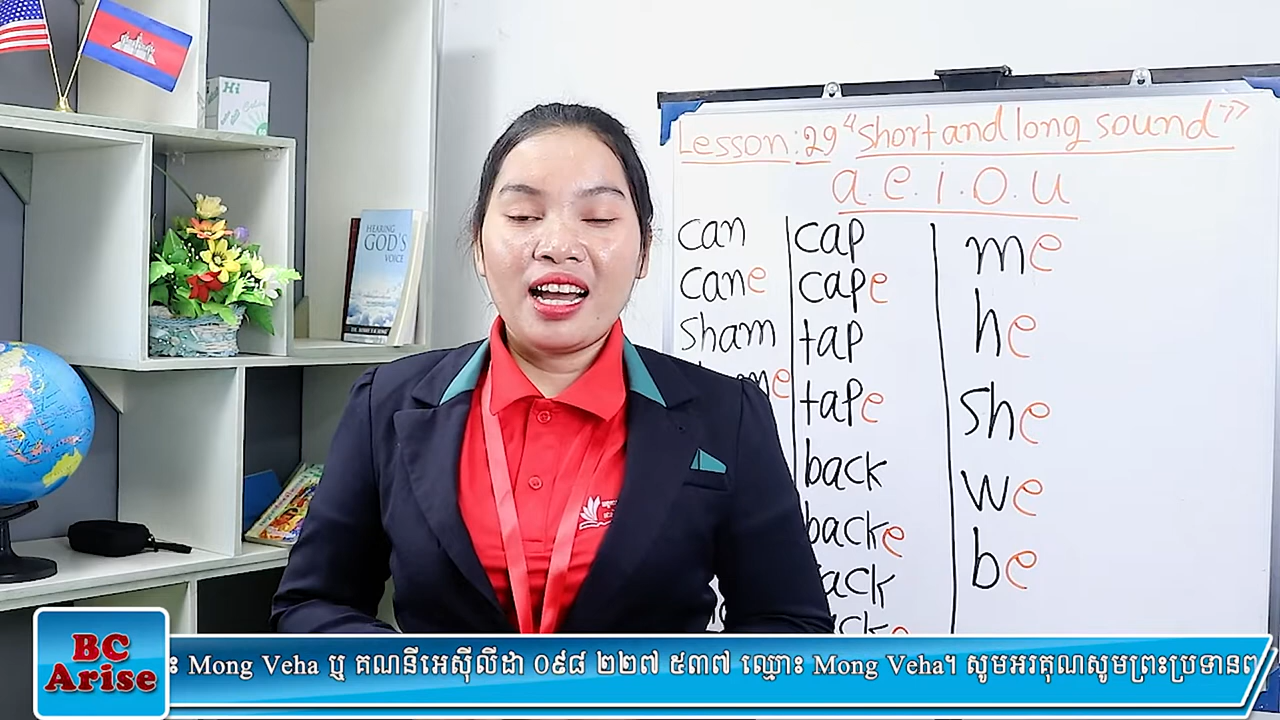 Lesson: 29 "short and long sound"
a.e.i.o.u
can
cane
sham
cap
cape
tap
tape
back
backe
me
he
she
we
be
Hi
HEARING
GOD'S
VOICE
BC
Arise
Mong Veha ឬ គណនីអេស៊ីលីដា ០៩៨ ២២៧ ៥៣៧ ឈ្មោះ Mong Veha។ សូមអរគុណសូមព្រះប្រទានព